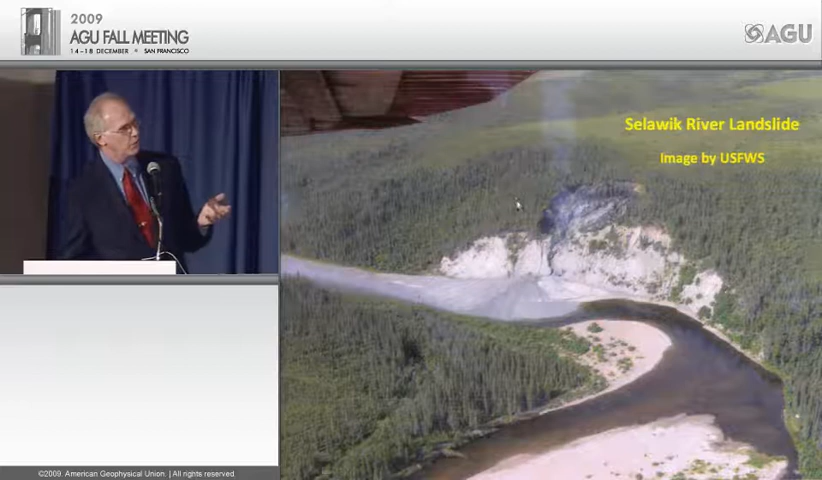 2009
AGU FALL MEETING
14–18 DECEMBER • SAN FRANCISCO
AGU
Selawik River Landslide
Image by USFWS
©2009. American Geophysical Union. | All rights reserved.